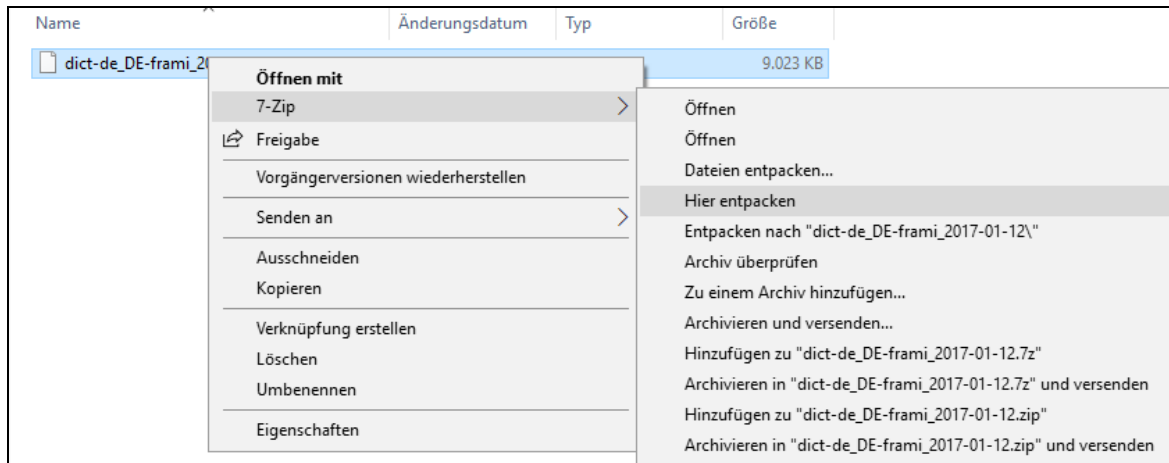 Name Änderungsdatum Typ Größe
dict-de_DE-frami_20 9.023 KB
Öffnen mit
7-Zip
Freigabe
Vorgängerversionen wiederherstellen
Senden an
Ausschneiden
Kopieren
Verknüpfung erstellen
Löschen
Umbenennen
Eigenschaften
Öffnen
Öffnen
Dateien entpacken...
Hier entpacken
Entpacken nach "dict-de_DE-frami_2017-01-12\"
Archiv überprüfen
Zu einem Archiv hinzufügen...
Archivieren und versenden...
Hinzufügen zu "dict-de_DE-frami_2017-01-12.7z"
Archivieren in "dict-de_DE-frami_2017-01-12.7z" und versenden
Hinzufügen zu "dict-de_DE-frami_2017-01-12.zip"
Archivieren in "dict-de_DE-frami_2017-01-12.zip" und versenden